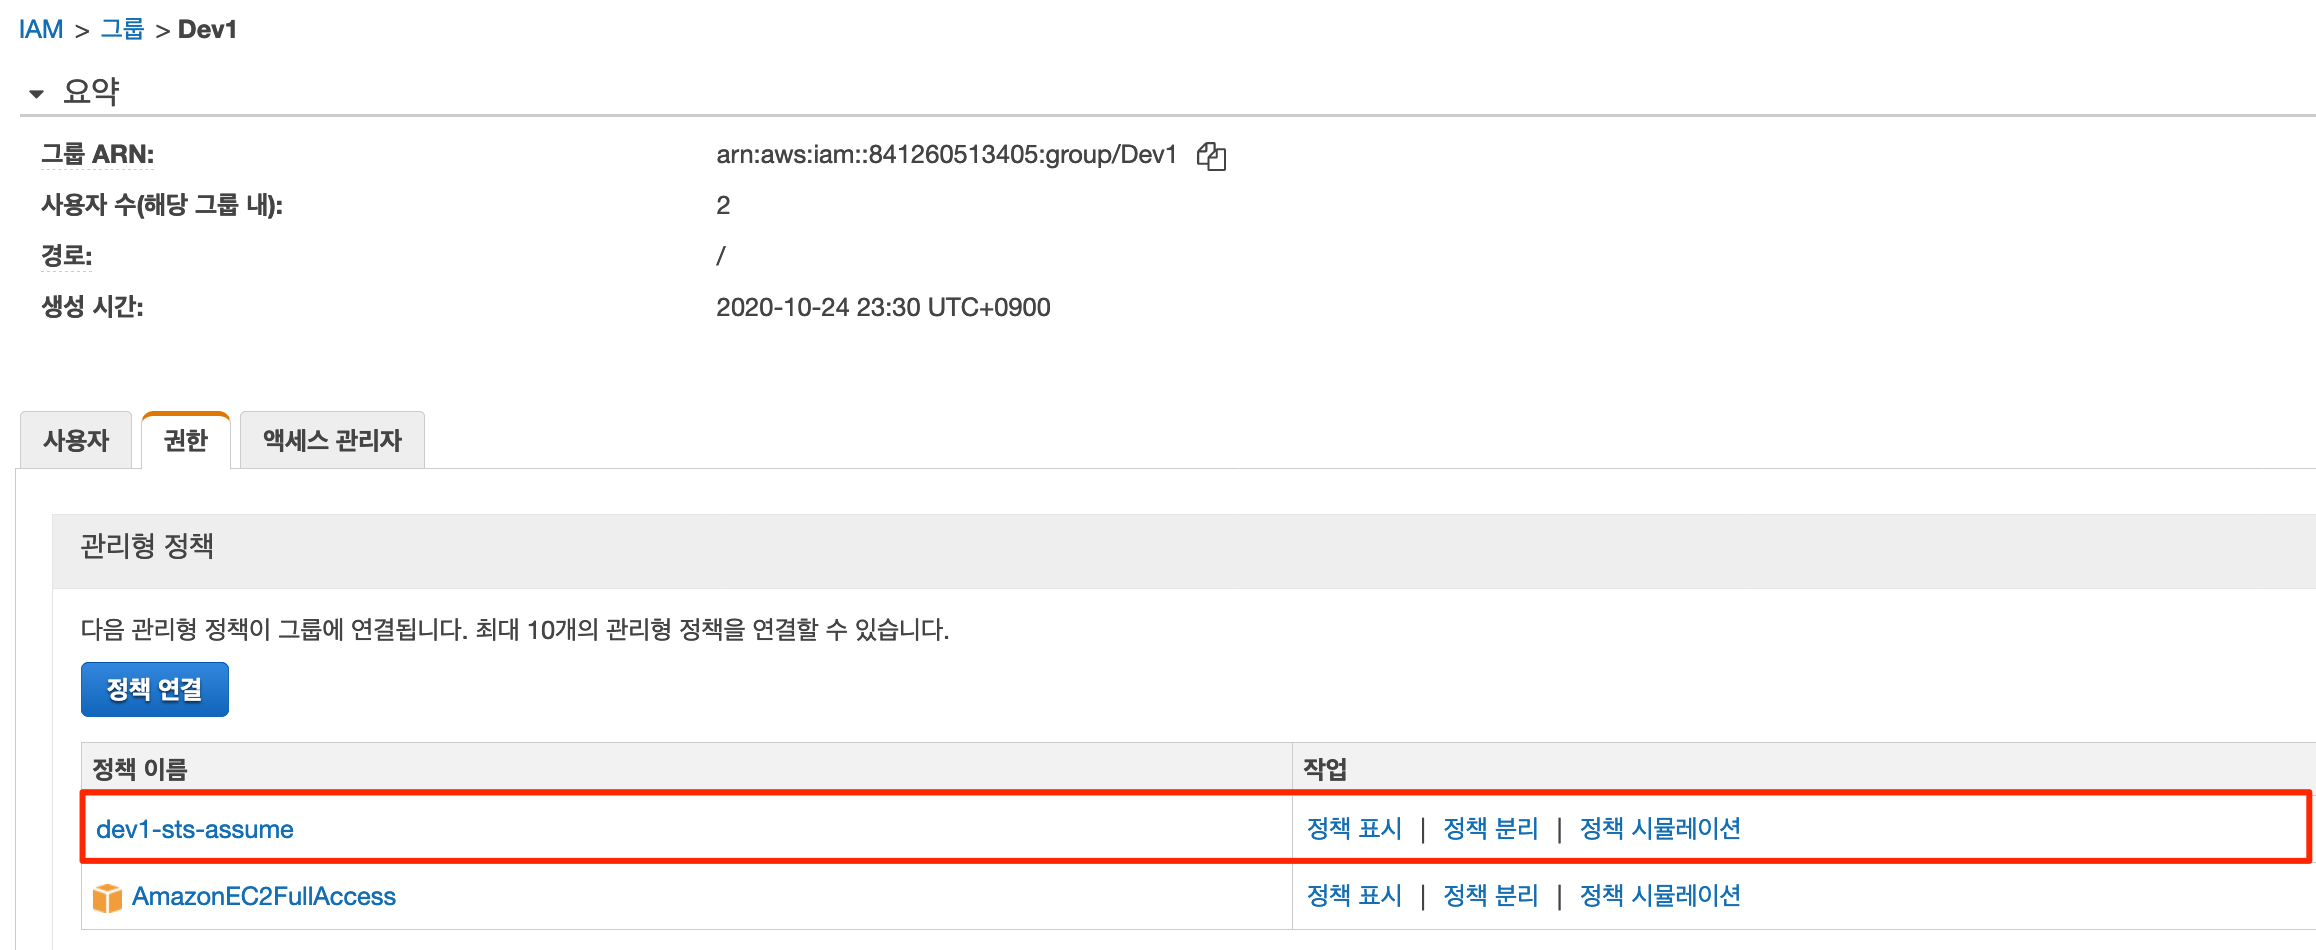 IAM > 그룹 > Dev1
요약
그룹 ARN: arn:aws:iam::841260513405:group/Dev1
사용자 수(해당 그룹 내): 2
경로: /
생성 시간: 2020-10-24 23:30 UTC+0900
사용자 권한 액세스 관리자
관리형 정책
다음 관리형 정책이 그룹에 연결됩니다. 최대 10개의 관리형 정책을 연결할 수 있습니다.
정책 연결
정책 이름 작업
dev1-sts-assume 정책 표시 | 정책 분리 | 정책 시뮬레이션
AmazonEC2FullAccess 정책 표시 | 정책 분리 | 정책 시뮬레이션